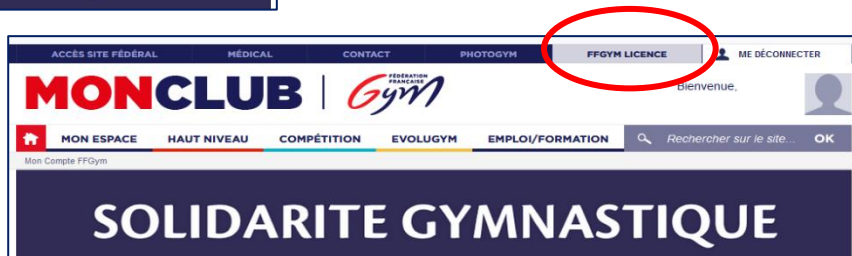 ACCÈS SITE FÉDÉRAL MÉDICAL CONTACT PHOTOGYM FFGYM LICENCE ME DÉCONNECTER
MONCLUB FÉDÉRATION FRANÇAISE Gym Bienvenue,
MON ESPACE HAUT NIVEAU COMPÉTITION EVOLUGYM EMPLOI/FORMATION Rechercher sur le site... OK
Mon Compte FFGym
SOLIDARITE GYMNASTIQUE